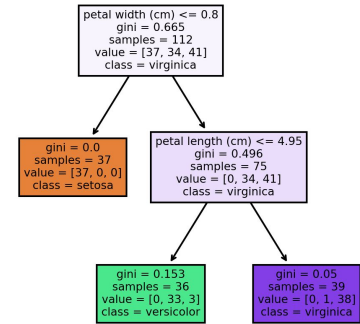 petal width (cm) <= 0.8
gini = 0.665
samples = 112
value = [37, 34, 41]
class = virginica
gini = 0.0
samples = 37
value = [37, 0, 0]
class = setosa
petal length (cm) <= 4.95
gini = 0.496
samples = 75
value = [0, 34, 41]
class = virginica
gini = 0.153
samples = 36
value = [0, 33, 3]
class = versicolor
gini = 0.05
samples = 39
value = [0, 1, 38]
class = virginica